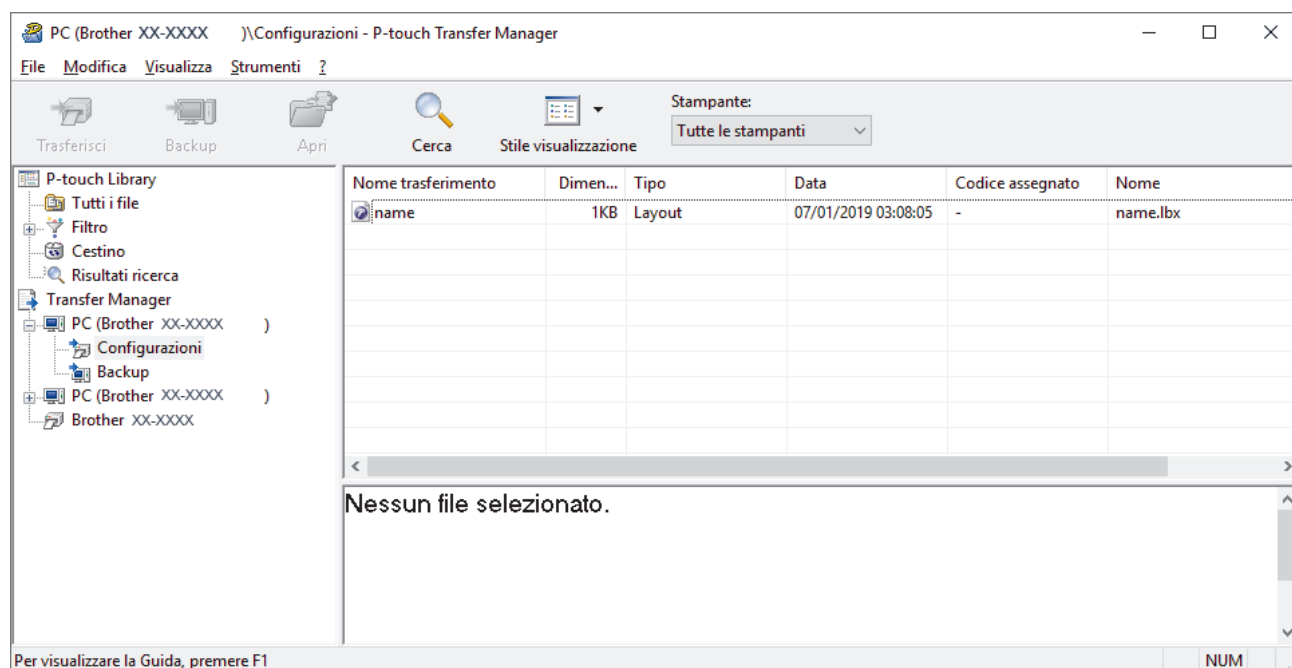 PC (Brother XX-XXXX )\Configurazioni - P-touch Transfer Manager
File Modifica Visualizza Strumenti ?
Trasferisci Backup Apri Cerca Stile visualizzazione
Stampante:
Tutte le stampanti
P-touch Library
Tutti i file
Filtro
Cestino
Risultati ricerca
Transfer Manager
PC (Brother XX-XXXX )
Configurazioni
Backup
PC (Brother XX-XXXX )
Brother XX-XXXX
Nome trasferimento Dimen... Tipo Data Codice assegnato Nome
name 1KB Layout 07/01/2019 03:08:05 - name.lbx
Nessun file selezionato.
Per visualizzare la Guida, premere F1 NUM